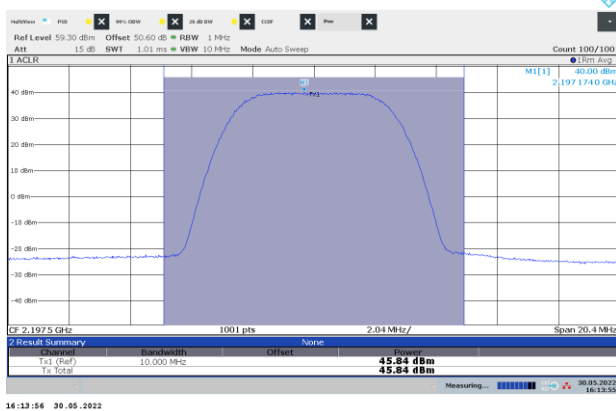 MultiView PSD 99% OBW 26 dB BW CCDF Pwr
Ref Level 59.30 dBm Offset 50.60 dB RBW 1 MHz
Att 15 dB SWT 1.01 ms VBW 10 MHz Mode Auto Sweep Count 100/100
1 ACLR 1Rm Avg
M1[1] 40.00 dBm
2.1971740 GHz
M1
Tx1
40 dBm
30 dBm
20 dBm
10 dBm
0 dBm
-10 dBm
-20 dBm
-30 dBm
-40 dBm
CF 2.1975 GHz 1001 pts 2.04 MHz/ Span 20.4 MHz
2 Result Summary None
Channel Bandwidth Offset Power
Tx1 (Ref) 10.000 MHz 45.84 dBm
Tx Total 45.84 dBm
Measuring... 30.05.2022
16:13:55
16:13:56 30.05.2022